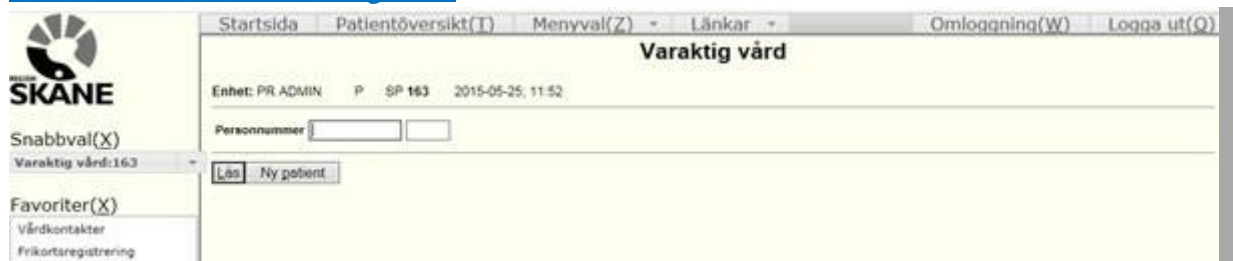 Startsida Patientöversikt(T) Menyval(Z) Länkar Omloggning(W) Logga ut(Q)
REGION
SKÅNE
Varaktig vård
Enhet: PR ADMIN P SP 163 2015-05-25, 11:52
Snabbval(X)
Varaktig vård:163
Personnummer
Läs Ny patient
Favoriter(X)
Vårdkontakter
Frikortsregistrering